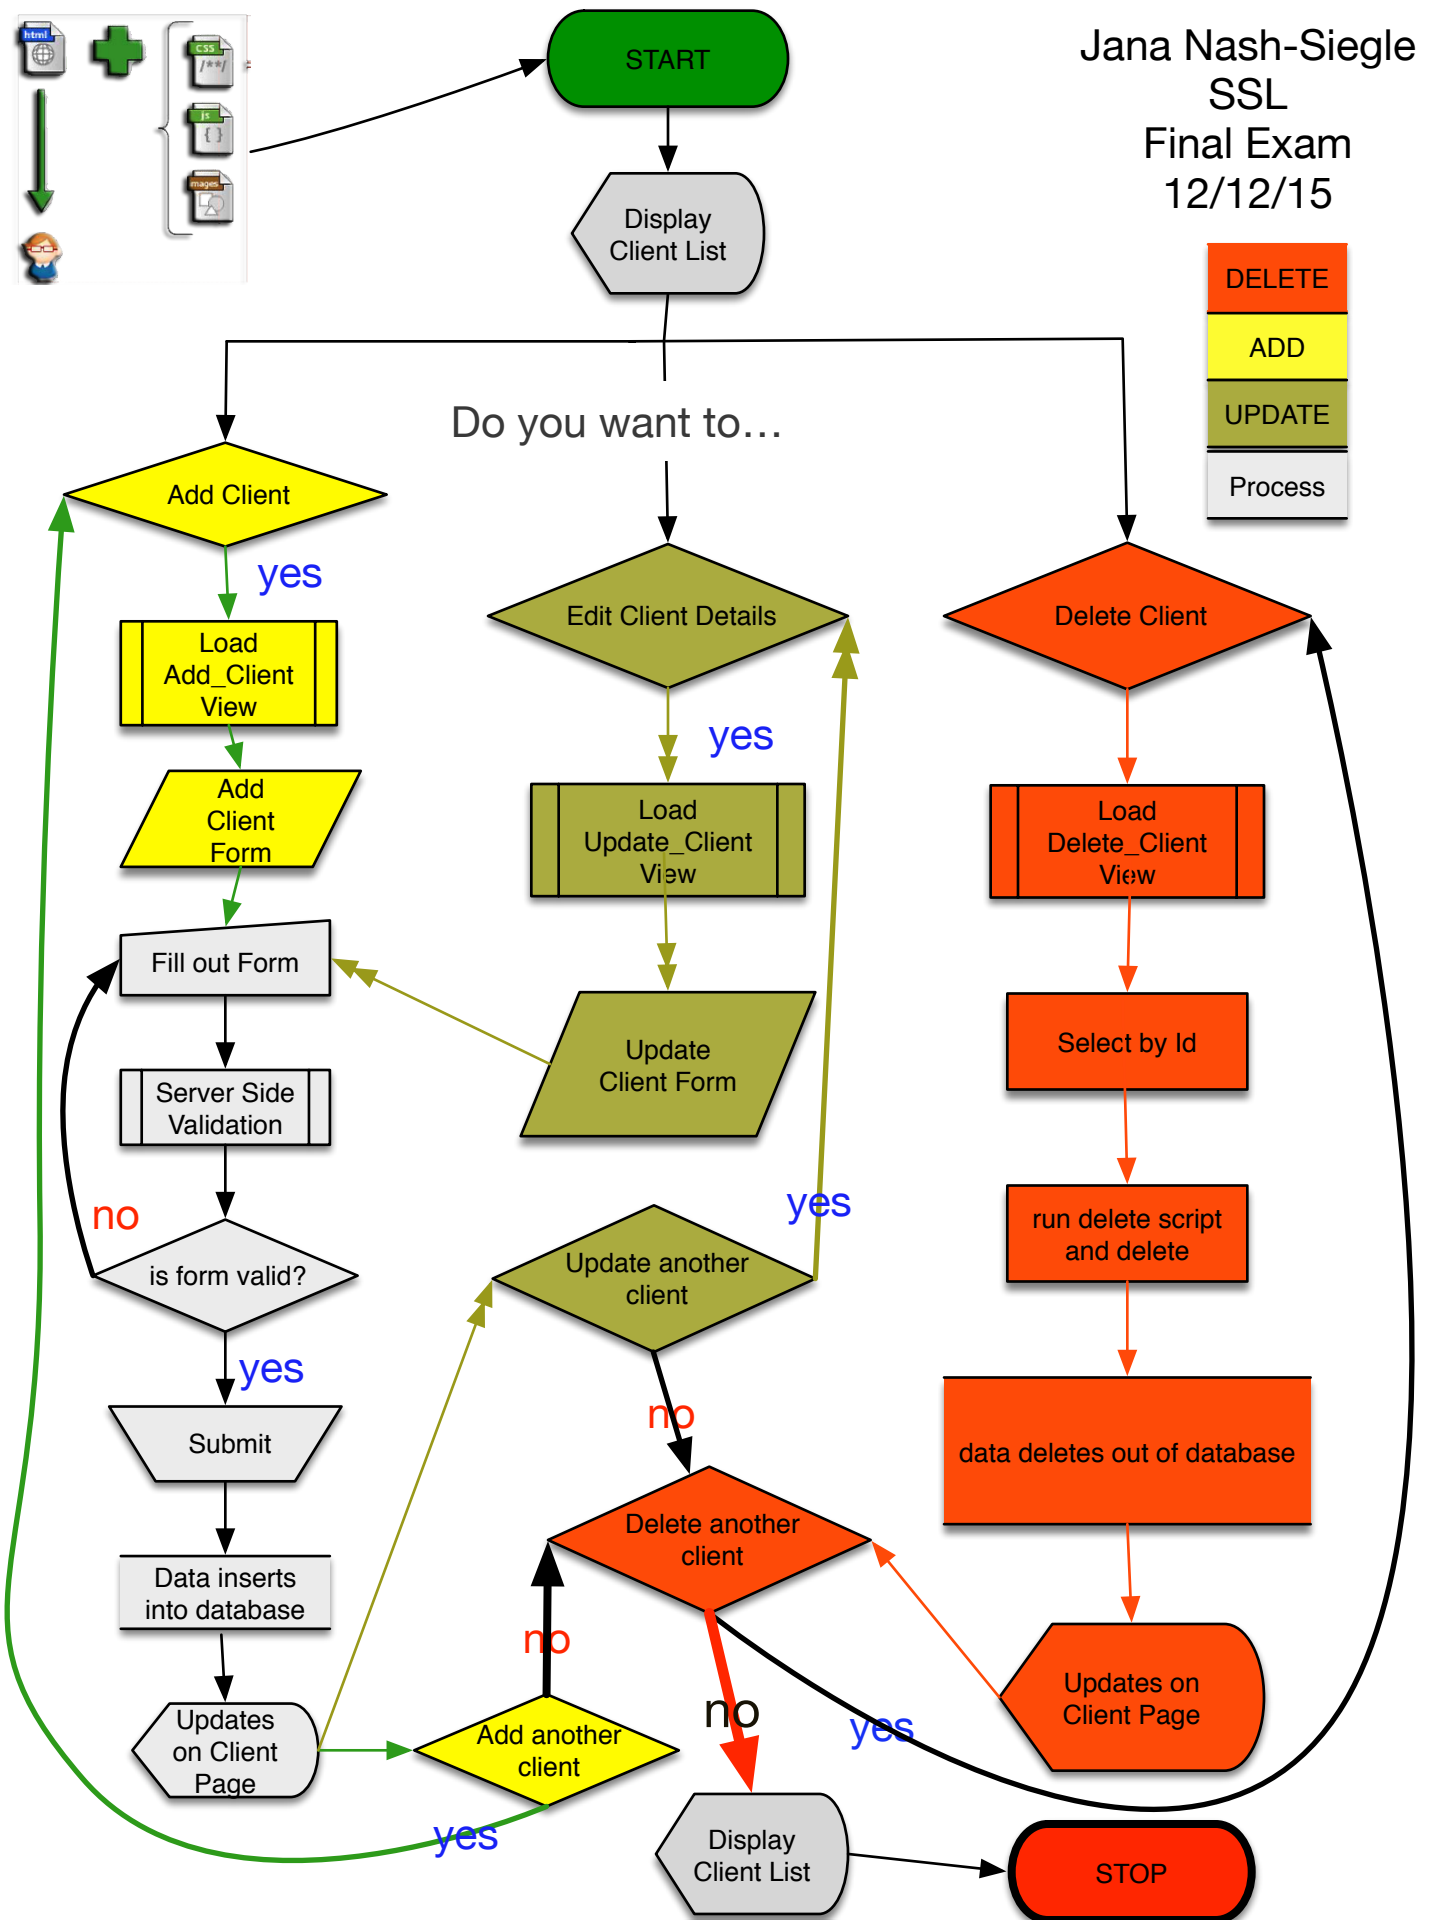 html
CSS
/**/
js
{ }
mages
START
Jana Nash-Siegle
SSL
Final Exam
12/12/15
Display
Client List
DELETE
ADD
UPDATE
Process
Do you want to...
Add Client
yes
Edit Client Details
Delete Client
Load
Add_Client
View
yes
Load
Update_Client
View
Load
Delete_Client
View
Add
Client
Form
Fill out Form
Update
Client Form
Select by Id
Server Side
Validation
no
is form valid?
yes
Update another
client
yes
run delete script
and delete
no
Submit
data deletes out of database
Delete another
client
Data inserts
into database
no
Updates
on Client
Page
Add another
client
yes
no
yes
Updates on
Client Page
Display
Client List
STOP